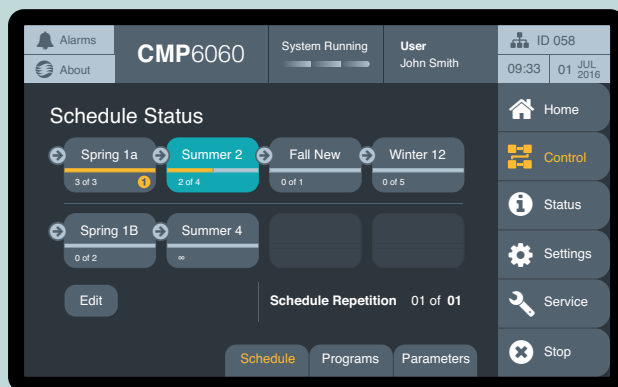 Alarms
About
CMP6060
System Running
User
John Smith
ID 058
09:33
01 JUL 2016
Schedule Status
Spring 1a
3 of 3
1
Summer 2
2 of 4
Fall New
0 of 1
Winter 12
0 of 5
Spring 1B
0 of 2
Summer 4
∞
Edit
Schedule Repetition 01 of 01
Schedule
Programs
Parameters
Home
Control
i
Status
Settings
Service
Stop